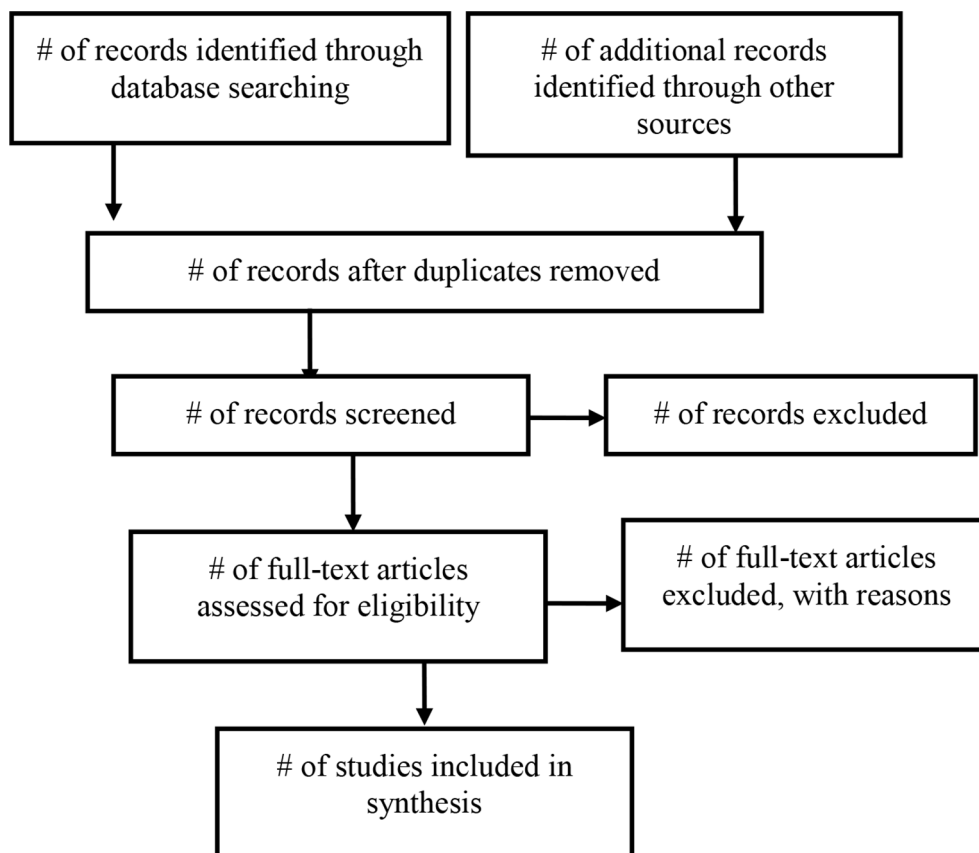 # of records identified through
database searching
# of additional records
identified through other
sources
# of records after duplicates removed
# of records screened
# of records excluded
# of full-text articles
assessed for eligibility
# of full-text articles
excluded, with reasons
# of studies included in
synthesis